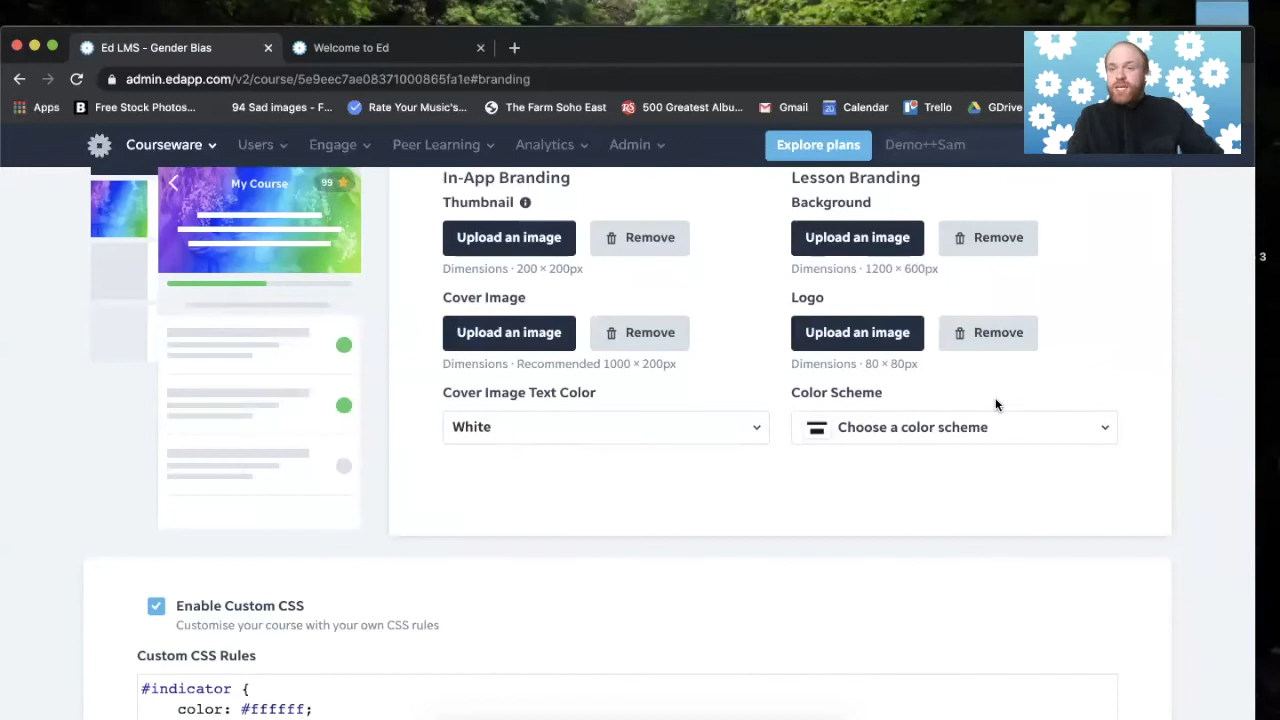 Ed LMS - Gender Bias
Welcome to Ed
admin.edapp.com/v2/course/5e9eec7ae08371000365fa1e#branding
Apps
Free Stock Photos...
94 Sad images - F...
Rate Your Music's...
The Farm Soho East
500 Greatest Albu...
Gmail
Calendar
Trello
GDrive
Courseware
Users
Engage
Peer Learning
Analytics
Admin
Explore plans
Demo++Sam
My Course
99
In-App Branding
Thumbnail
Upload an image
Remove
Dimensions · 200 × 200px
Cover Image
Upload an image
Remove
Dimensions · Recommended 1000 × 200px
Cover Image Text Color
White
Lesson Branding
Background
Upload an image
Remove
Dimensions · 1200 × 600px
Logo
Upload an image
Remove
Dimensions · 80 × 80px
Color Scheme
Choose a color scheme
3
Enable Custom CSS
Customise your course with your own CSS rules
Custom CSS Rules
#indicator {
color: #ffffff;